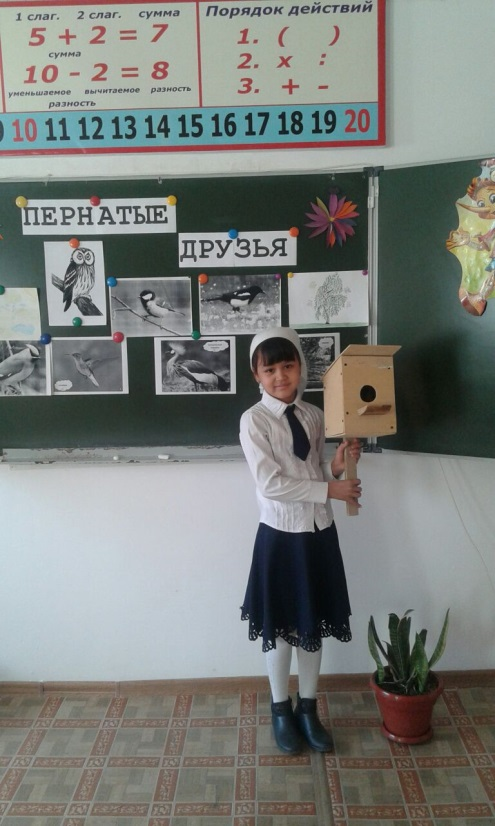 1 слаг. 2 слаг. сумма
5 + 2 = 7
сумма
10 - 2 = 8
уменьшаемое вычитаемое разность
разность
Порядок действий
1. ( )
2. x :
3. + -
10 11 12 13 14 15 16 17 18 19 20
ПЕРНАТЫЕ
ДРУЗЬЯ